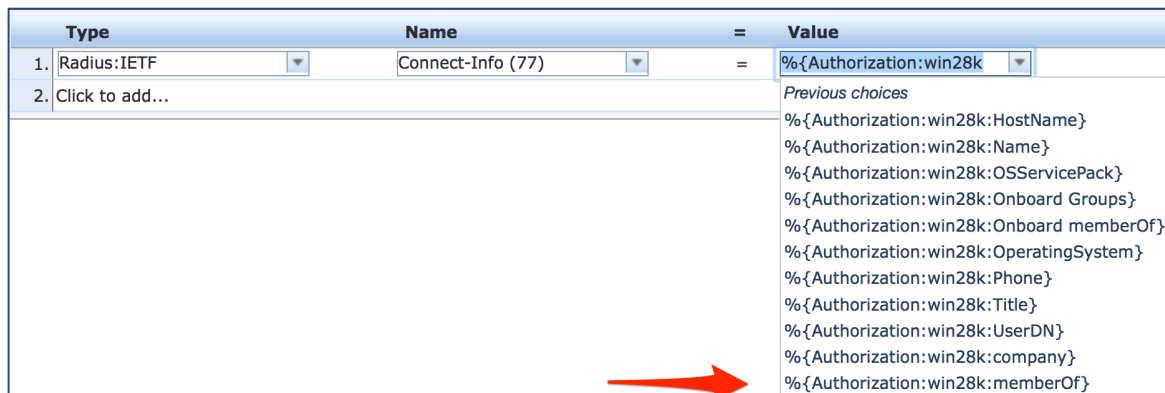 Type Name = Value
1. Radius:IETF Connect-Info (77) = %{Authorization:win28k
2. Click to add...
Previous choices
%{Authorization:win28k:HostName}
%{Authorization:win28k:Name}
%{Authorization:win28k:OSServicePack}
%{Authorization:win28k:Onboard Groups}
%{Authorization:win28k:Onboard memberOf}
%{Authorization:win28k:OperatingSystem}
%{Authorization:win28k:Phone}
%{Authorization:win28k:Title}
%{Authorization:win28k:UserDN}
%{Authorization:win28k:company}
%{Authorization:win28k:memberOf}